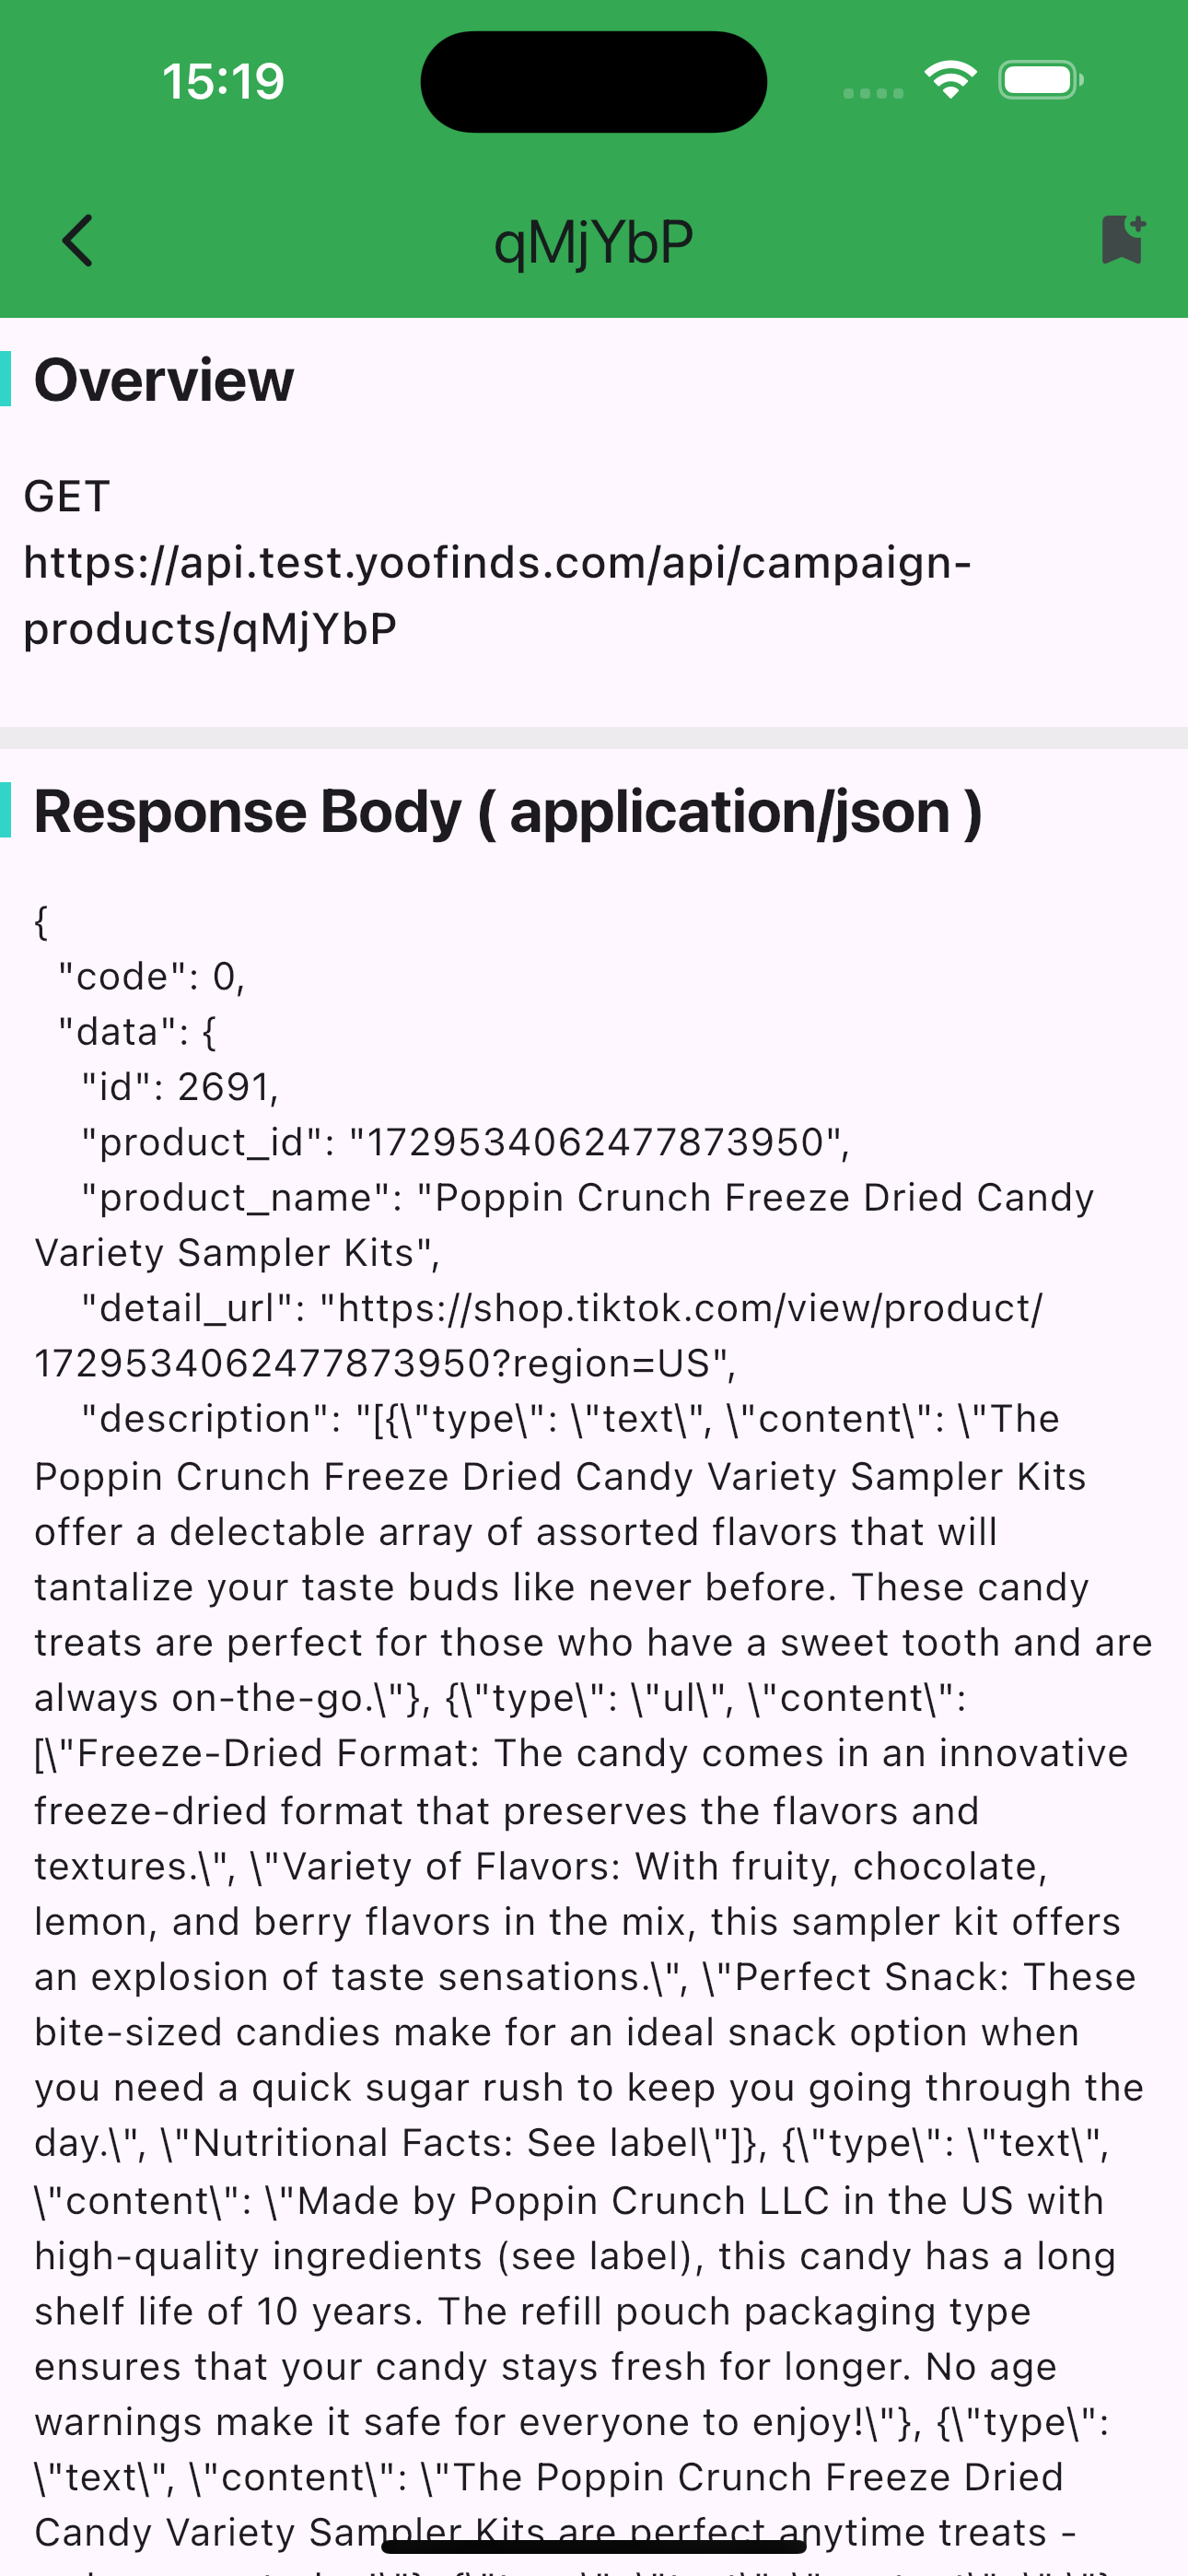 15:19
qMjYbP
Overview
GET
https://api.test.yoofinds.com/api/campaign-
products/qMjYbP
Response Body ( application/json )
{
"code": 0,
"data": {
"id": 2691,
"product_id": "1729534062477873950",
"product_name": "Poppin Crunch Freeze Dried Candy
Variety Sampler Kits",
"detail_url": "https://shop.tiktok.com/view/product/
1729534062477873950?region=US",
"description": "[{\"type\": \"text\", \"content\": \"The
Poppin Crunch Freeze Dried Candy Variety Sampler Kits
offer a delectable array of assorted flavors that will
tantalize your taste buds like never before. These candy
treats are perfect for those who have a sweet tooth and are
always on-the-go.\"}, {\"type\": \"ul\", \"content\":
[\"Freeze-Dried Format: The candy comes in an innovative
freeze-dried format that preserves the flavors and
textures.\", \"Variety of Flavors: With fruity, chocolate,
lemon, and berry flavors in the mix, this sampler kit offers
an explosion of taste sensations.\", \"Perfect Snack: These
bite-sized candies make for an ideal snack option when
you need a quick sugar rush to keep you going through the
day.\", \"Nutritional Facts: See label\"]}, {\"type\": \"text\",
\"content\": \"Made by Poppin Crunch LLC in the US with
high-quality ingredients (see label), this candy has a long
shelf life of 10 years. The refill pouch packaging type
ensures that your candy stays fresh for longer. No age
warnings make it safe for everyone to enjoy!\"}, {\"type\":
\"text\", \"content\": \"The Poppin Crunch Freeze Dried
Candy Variety Sampler Kits are perfect anytime treats -